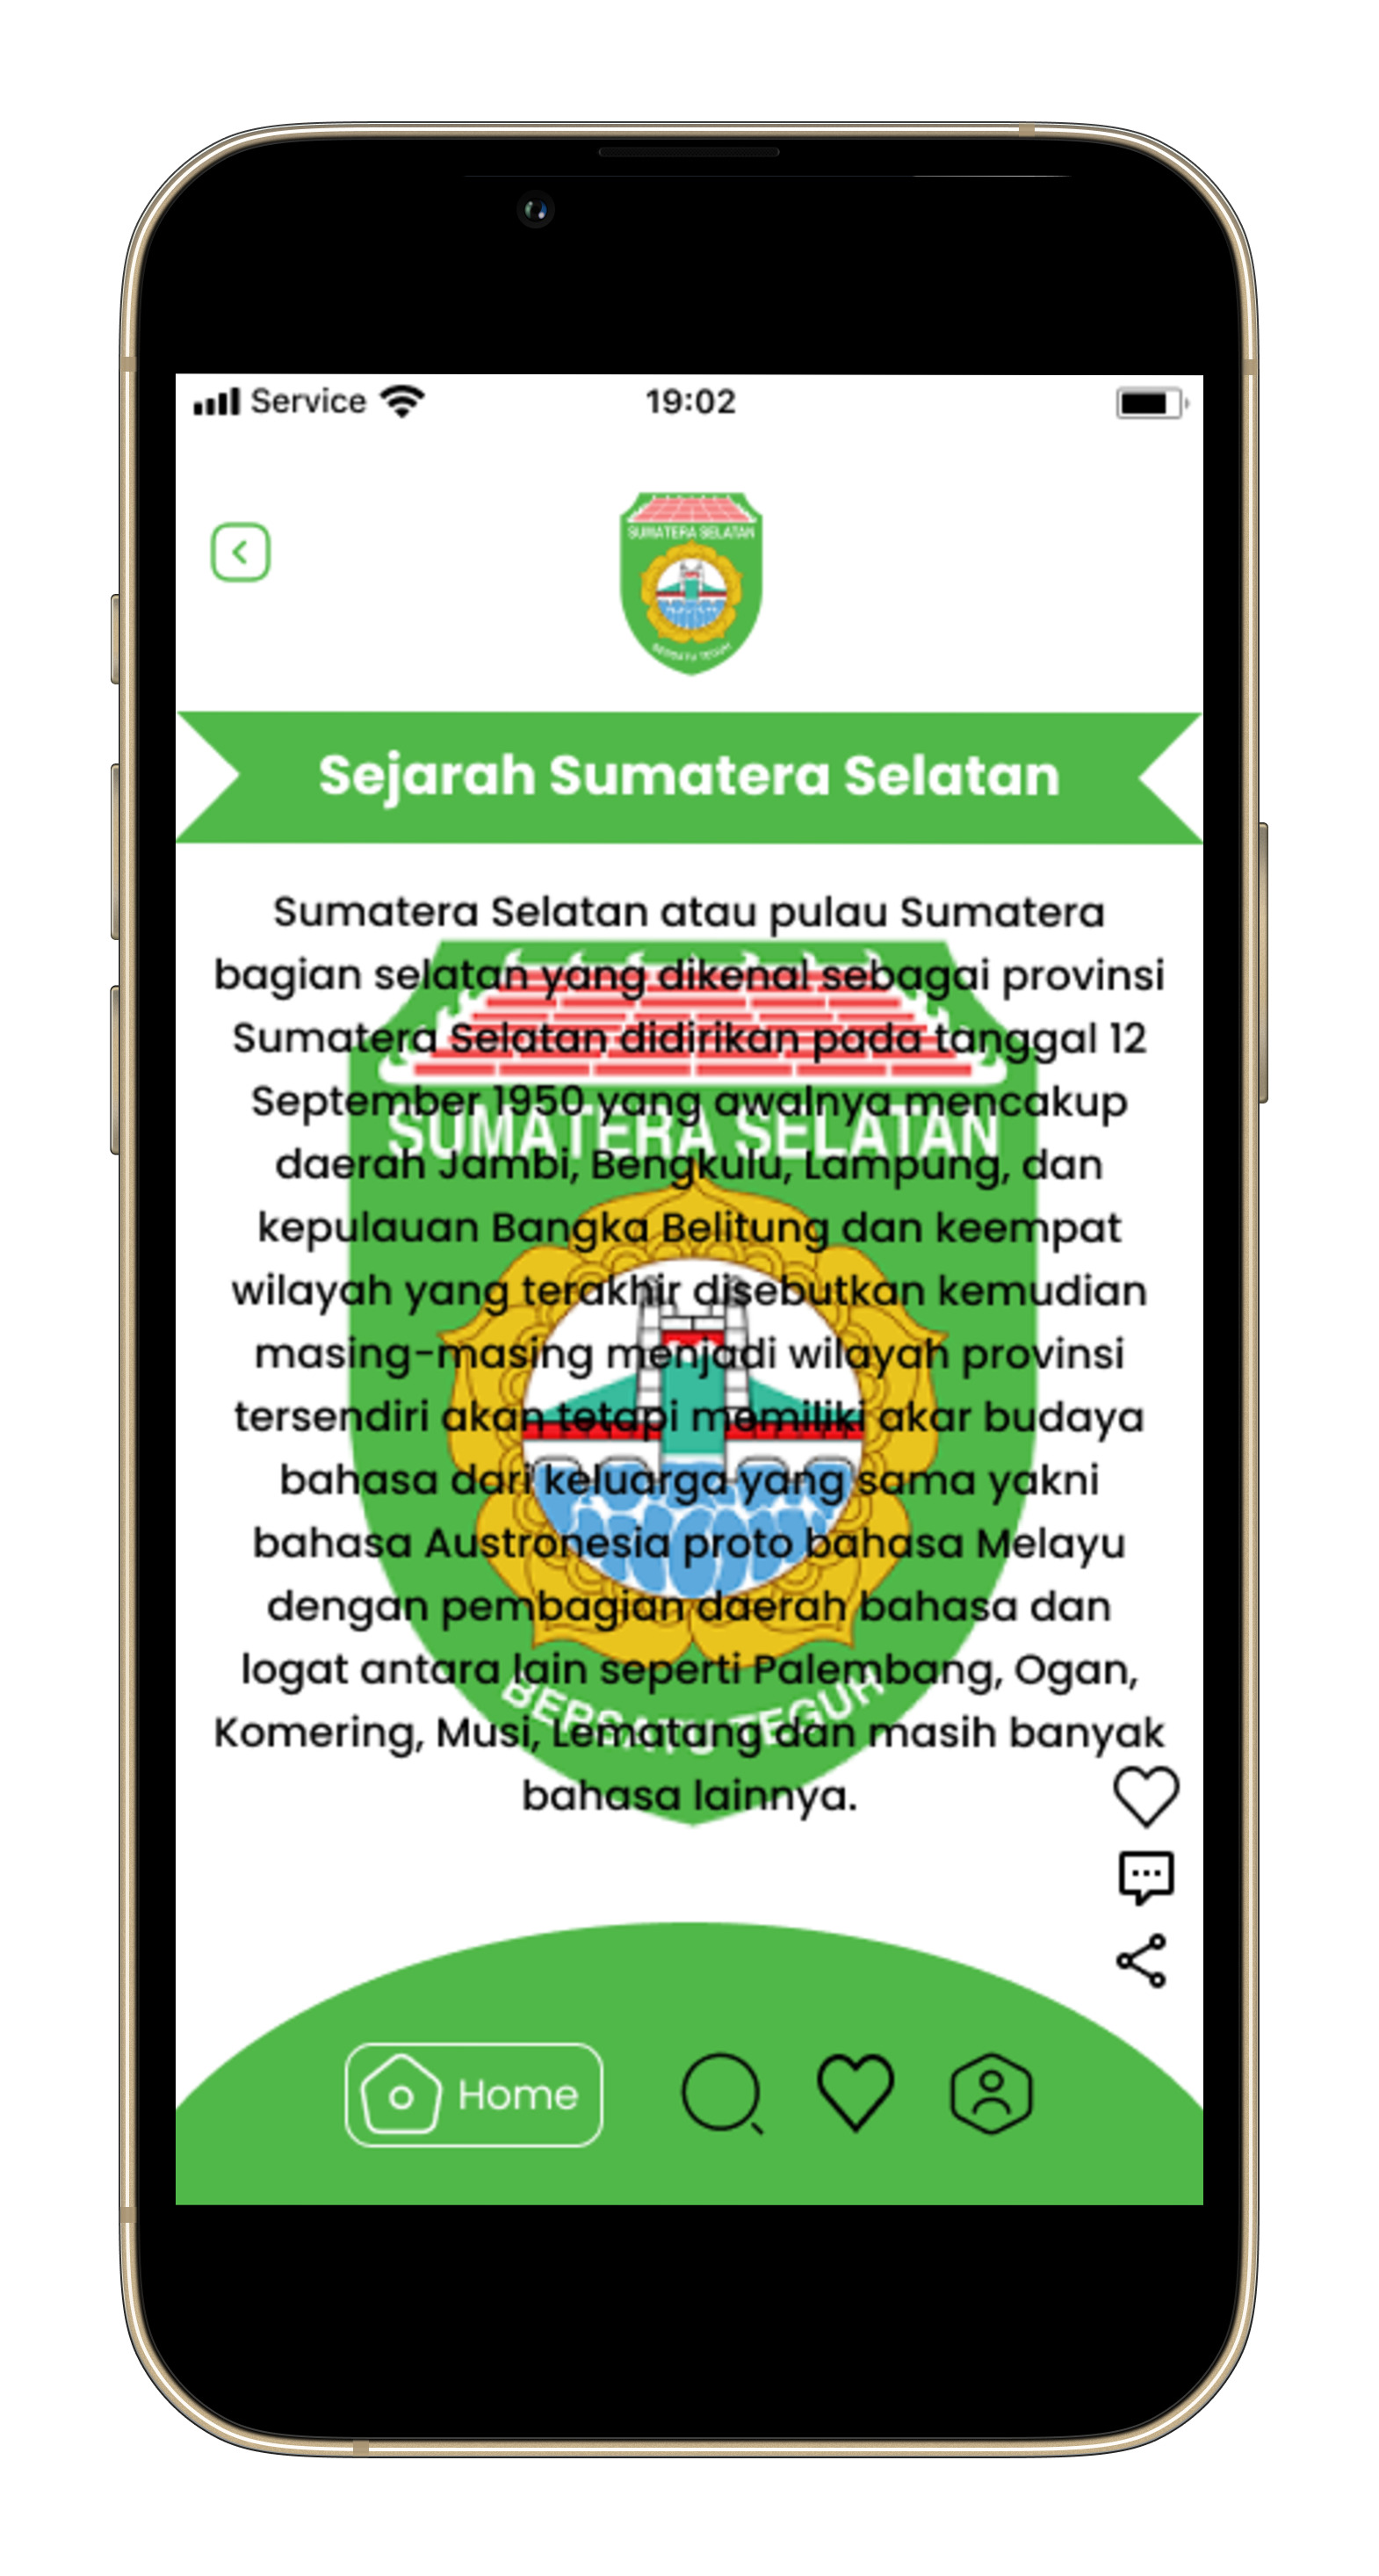 Service
19:02
SUMATERA SELATAN
BERSATU TEGUH
Sejarah Sumatera Selatan
Sumatera Selatan atau pulau Sumatera
bagian selatan yang dikenal sebagai provinsi
Sumatera Selatan didirikan pada tanggal 12
September 1950 yang awalnya mencakup
SUMATERA SELATAN
daerah Jambi, Bengkulu, Lampung, dan
kepulauan Bangka Belitung dan keempat
wilayah yang terakhir disebutkan kemudian
masing-masing menjadi wilayah provinsi
tersendiri akan tetapi memiliki akar budaya
bahasa dari keluarga yang sama yakni
bahasa Austronesia proto bahasa Melayu
dengan pembagian daerah bahasa dan
logat antara lain seperti Palembang, Ogan,
BERSATU TEGUH
Komering, Musi, Lematang dan masih banyak
bahasa lainnya.
Home